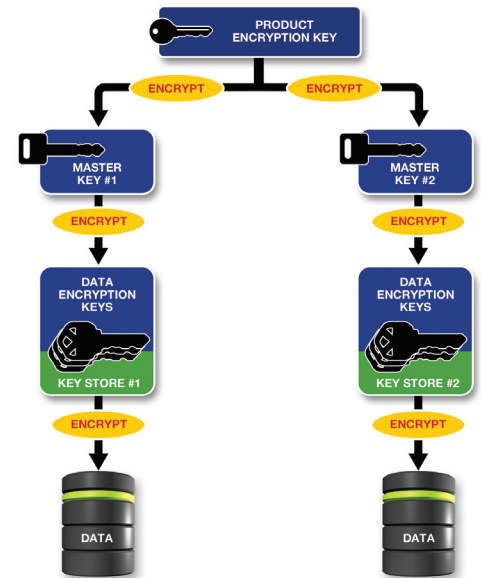 PRODUCT
ENCRYPTION KEY
ENCRYPT
ENCRYPT
MASTER
KEY #1
MASTER
KEY #2
ENCRYPT
ENCRYPT
DATA
ENCRYPTION
KEYS
DATA
ENCRYPTION
KEYS
KEY STORE #1
KEY STORE #2
ENCRYPT
ENCRYPT
DATA
DATA